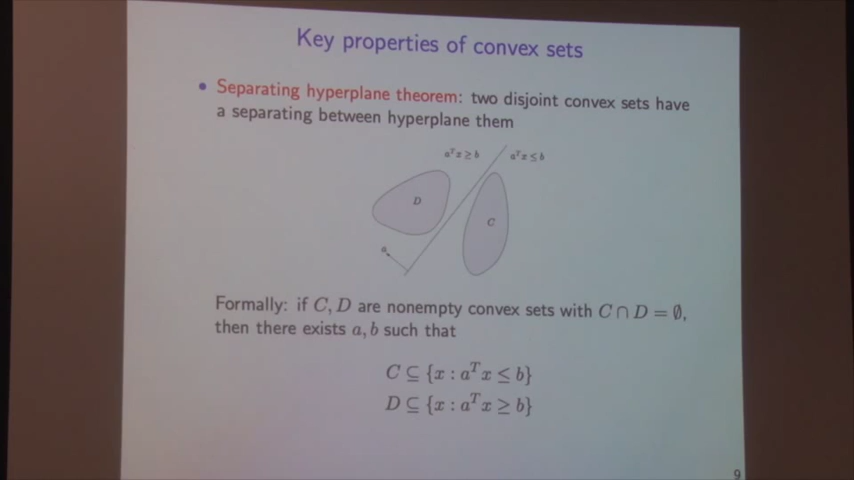 Key properties of convex sets
• Separating hyperplane theorem: two disjoint convex sets have
a separating between hyperplane them
aᵀx ≥ b aᵀx ≤ b
D
C
a
Formally: if C, D are nonempty convex sets with C ∩ D = ∅,
then there exists a, b such that
C ⊆ {x : aᵀx ≤ b}
D ⊆ {x : aᵀx ≥ b}
9